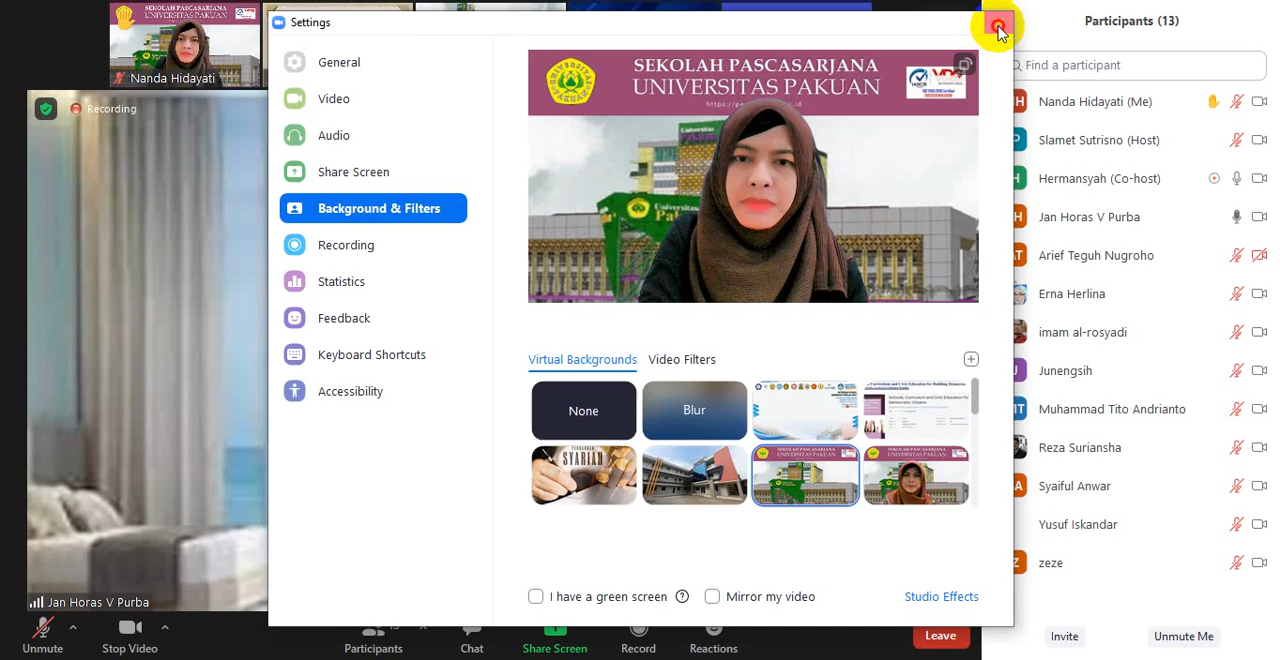 SEKOLAH PASCASARJANA
UNIVERSITAS PAKUAN
Nanda Hidayati
Recording
Jan Horas V Purba
Settings
General
Video
Audio
Share Screen
Background & Filters
Recording
Statistics
Feedback
Keyboard Shortcuts
Accessibility
SEKOLAH PASCASARJANA
UNIVERSITAS PAKUAN
Virtual Backgrounds
Video Filters
None
Blur
SYARIAH
I have a green screen
Mirror my video
Studio Effects
Participants (13)
Find a participant
Nanda Hidayati (Me)
Slamet Sutrisno (Host)
Hermansyah (Co-host)
Jan Horas V Purba
Arief Teguh Nugroho
Erna Herlina
imam al-rosyadi
Junengsih
Muhammad Tito Andrianto
Reza Suriansha
Syaiful Anwar
Yusuf Iskandar
zeze
Invite
Unmute Me
Unmute
Stop Video
Participants
Chat
Share Screen
Record
Reactions
Leave